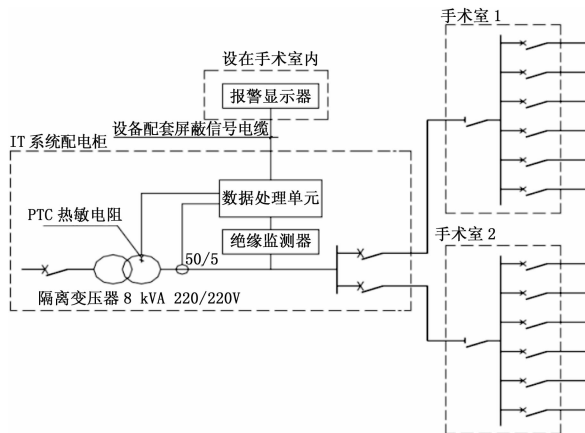 手术室 1
设在手术室内
报警显示器
设备配套屏蔽信号电缆
IT 系统配电柜
数据处理单元
PTC 热敏电阻
绝缘监测器
50/5
隔离变压器 8 kVA 220/220V
手术室 2